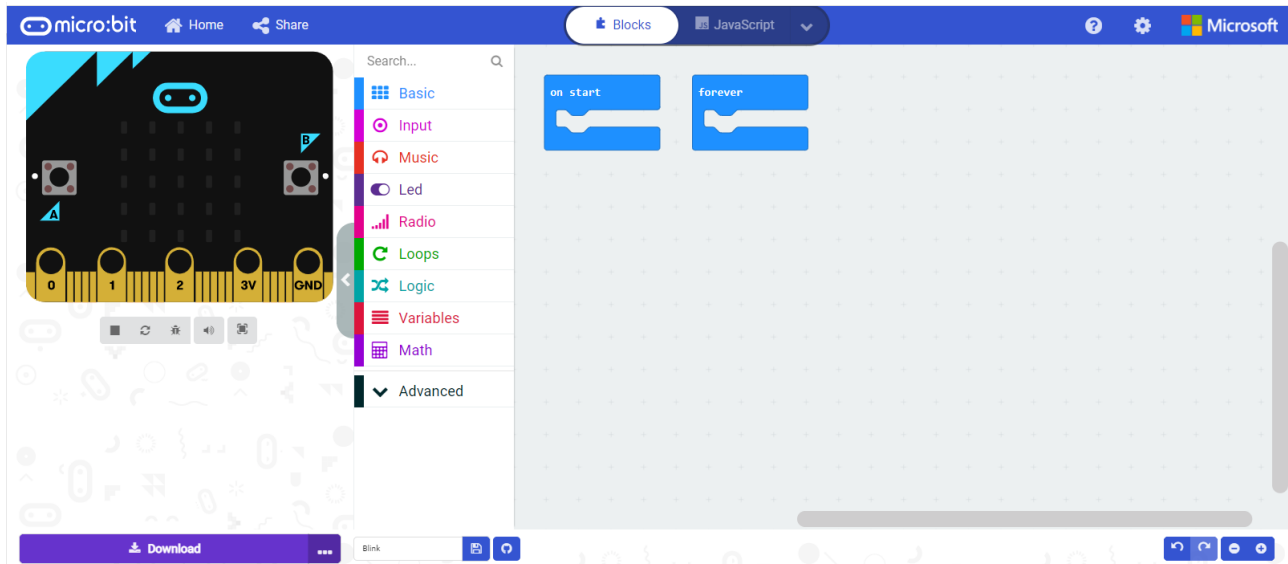 micro:bit Home Share Blocks JS JavaScript Microsoft
Search...
Basic
Input
Music
Led
Radio
Loops
Logic
Variables
Math
Advanced
on start forever
A
B
0 1 2 3V GND
Download ... Blink